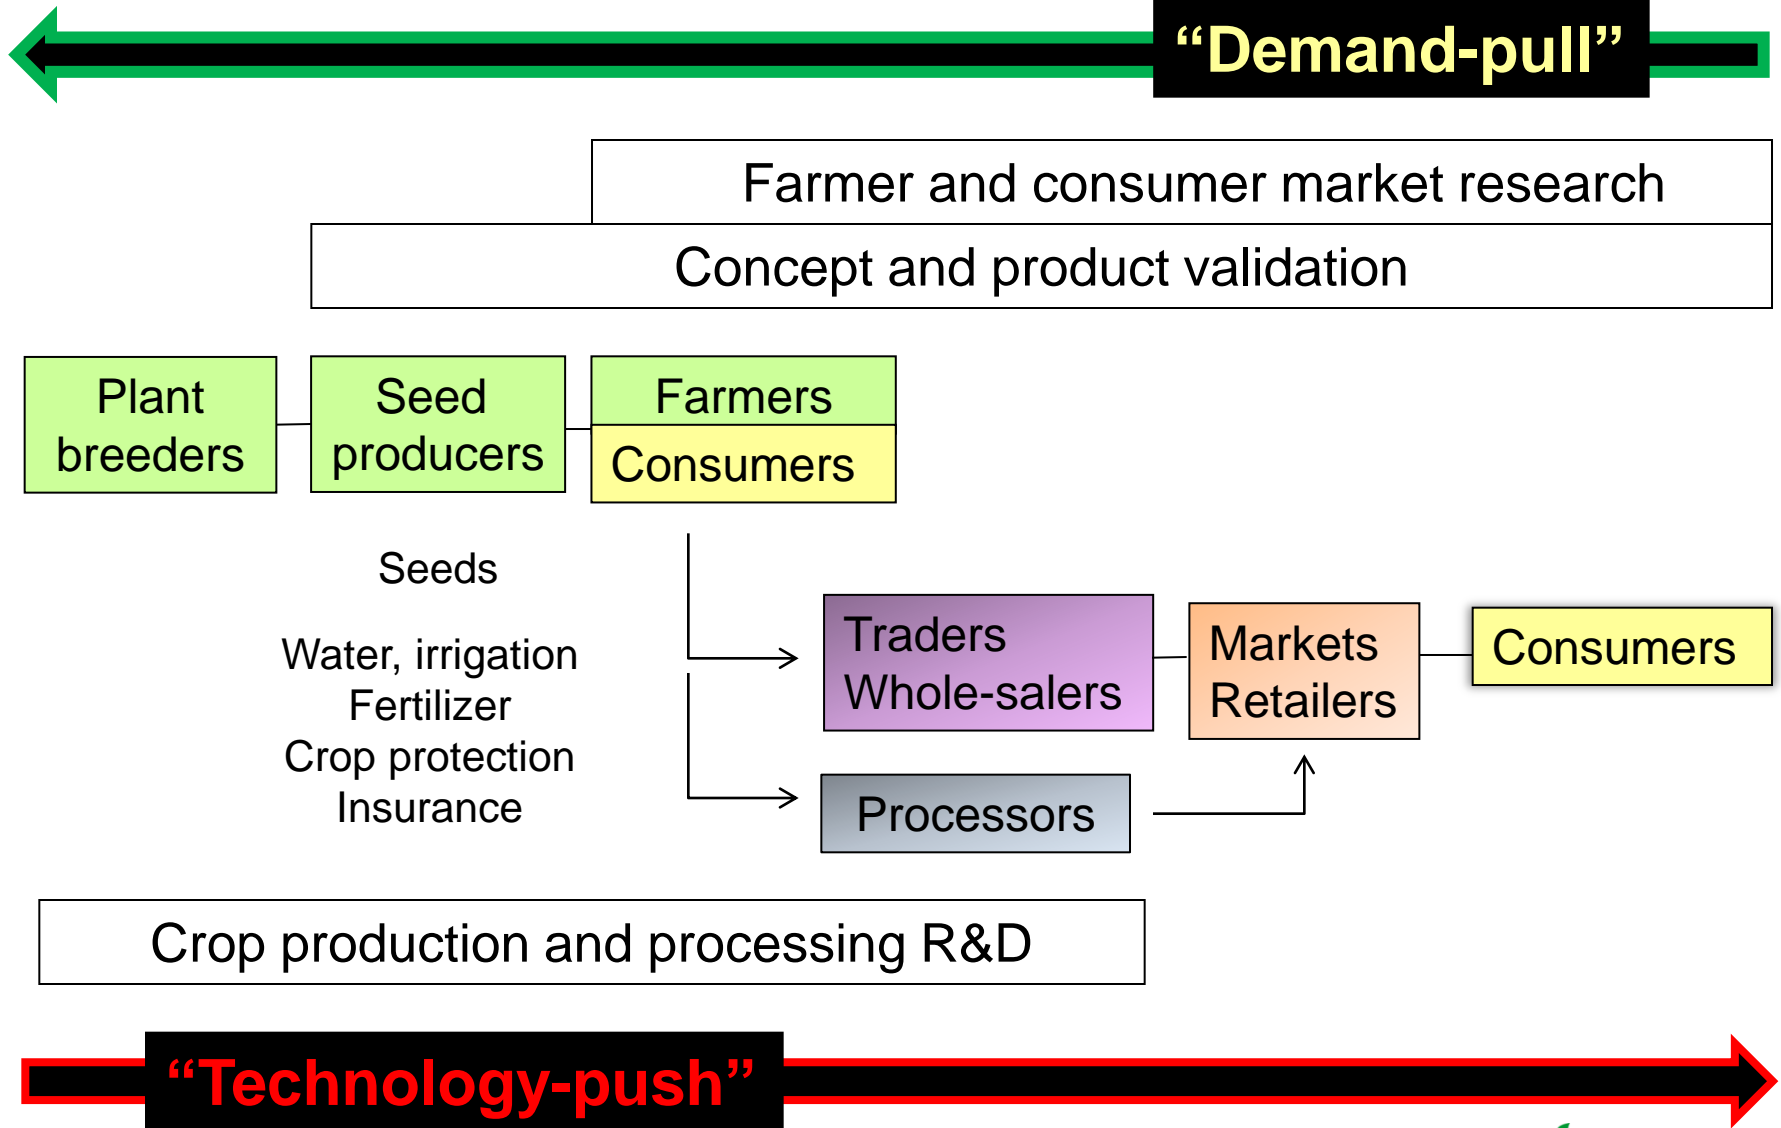 “Demand-pull”
Farmer and consumer market research
Concept and product validation
Plant
breeders
Seed
producers
Farmers
Consumers
Seeds
Water, irrigation
Fertilizer
Crop protection
Insurance
Traders
Whole-salers
Markets
Retailers
Consumers
Processors
Crop production and processing R&D
“Technology-push”